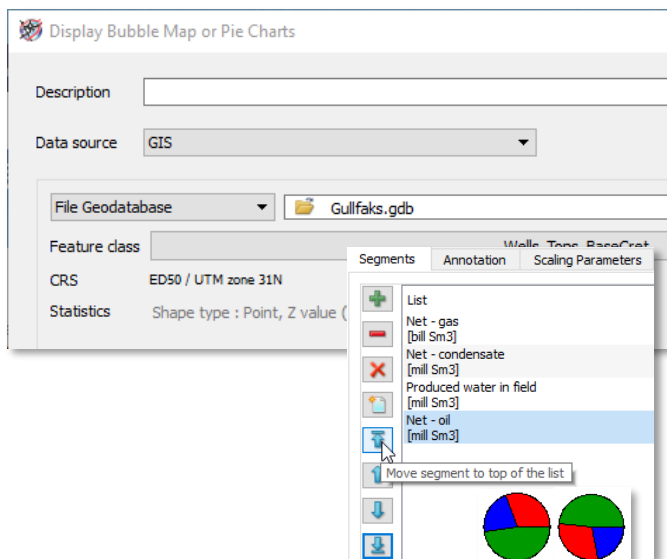 Display Bubble Map or Pie Charts
Description
Data source GIS
File Geodatabase Gullfaks.gdb
Feature class Wells_Tops_BaseCret
CRS ED50 / UTM zone 31N
Statistics Shape type : Point, Z value (
Segments Annotation Scaling Parameters
List
Net - gas
[bill Sm3]
Net - condensate
[mill Sm3]
Produced water in field
[mill Sm3]
Net - oil
[mill Sm3]
Move segment to top of the list